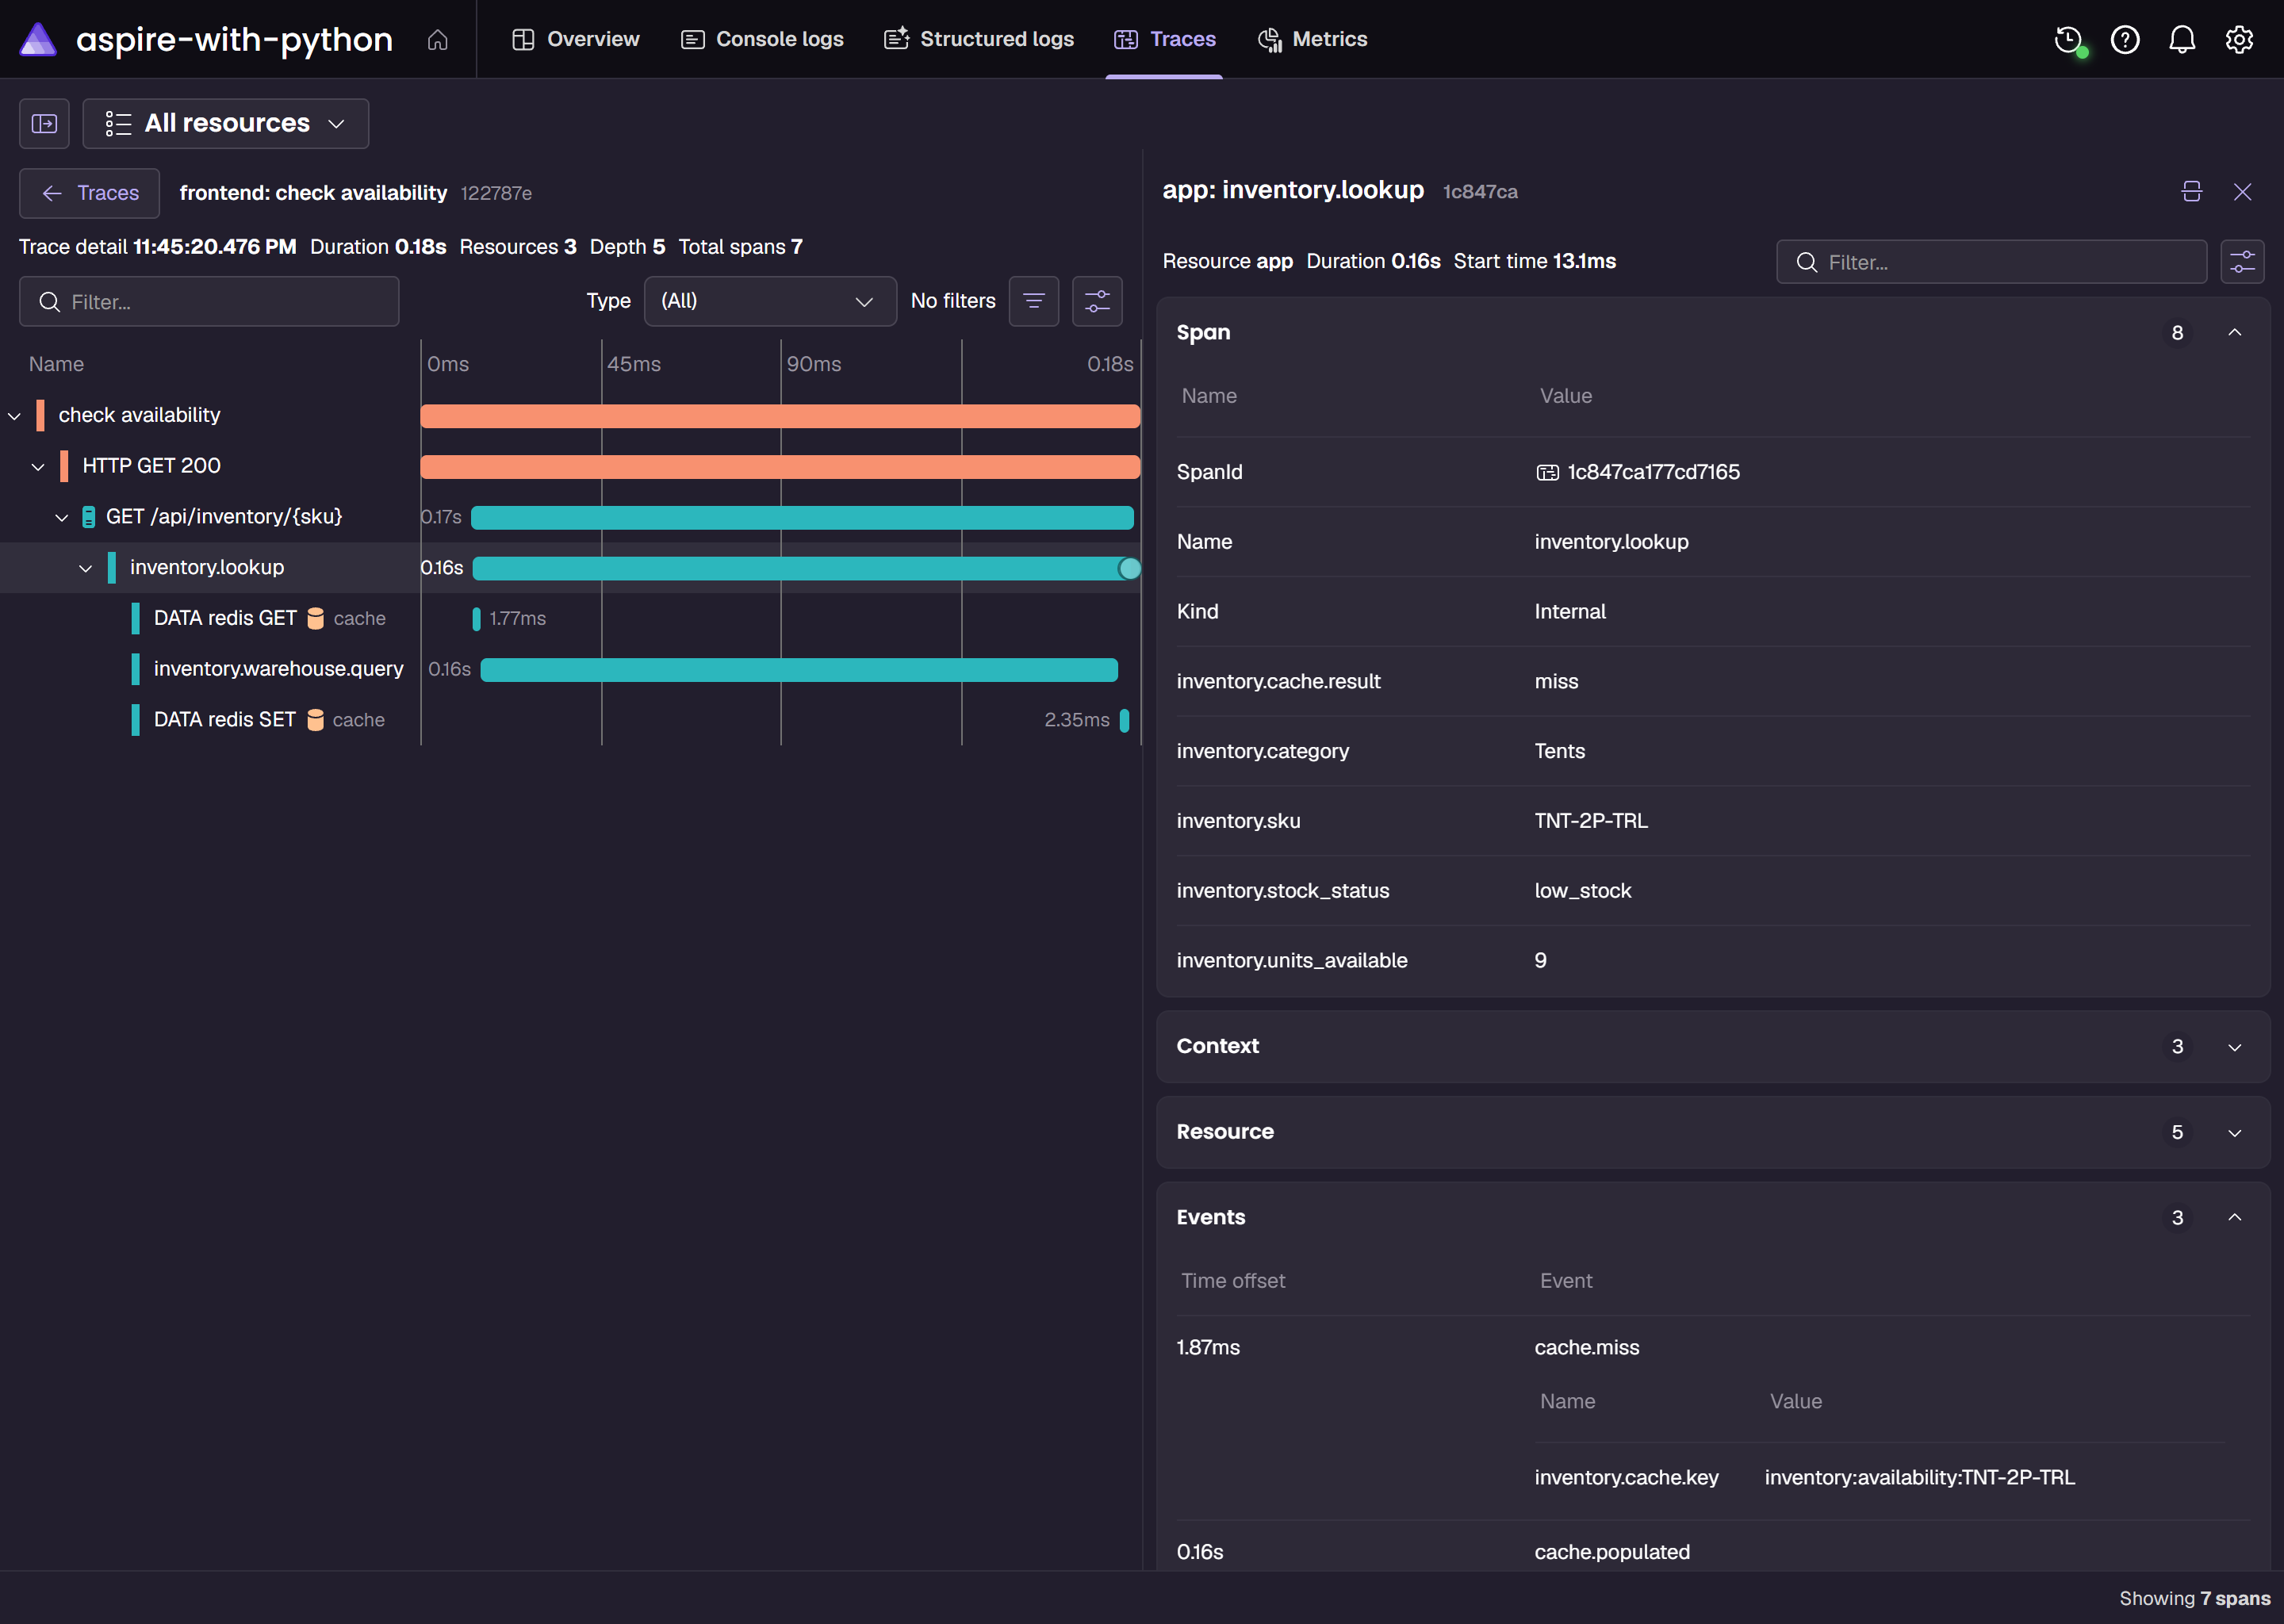 aspire-with-python
Overview
Console logs
Structured logs
Traces
Metrics
All resources
Traces
frontend: check availability 122787e
Trace detail 11:45:20.476 PM Duration 0.18s Resources 3 Depth 5 Total spans 7
Filter...
Type
(All)
No filters
Name
0ms
45ms
90ms
0.18s
check availability
HTTP GET 200
GET /api/inventory/{sku}
0.17s
inventory.lookup
0.16s
DATA redis GET cache
1.77ms
inventory.warehouse.query
0.16s
DATA redis SET cache
2.35ms
app: inventory.lookup 1c847ca
Resource app Duration 0.16s Start time 13.1ms
Filter...
Span
8
Name
Value
SpanId
1c847ca177cd7165
Name
inventory.lookup
Kind
Internal
inventory.cache.result
miss
inventory.category
Tents
inventory.sku
TNT-2P-TRL
inventory.stock_status
low_stock
inventory.units_available
9
Context
3
Resource
5
Events
3
Time offset
Event
1.87ms
cache.miss
Name
Value
inventory.cache.key
inventory:availability:TNT-2P-TRL
0.16s
cache.populated
Showing 7 spans